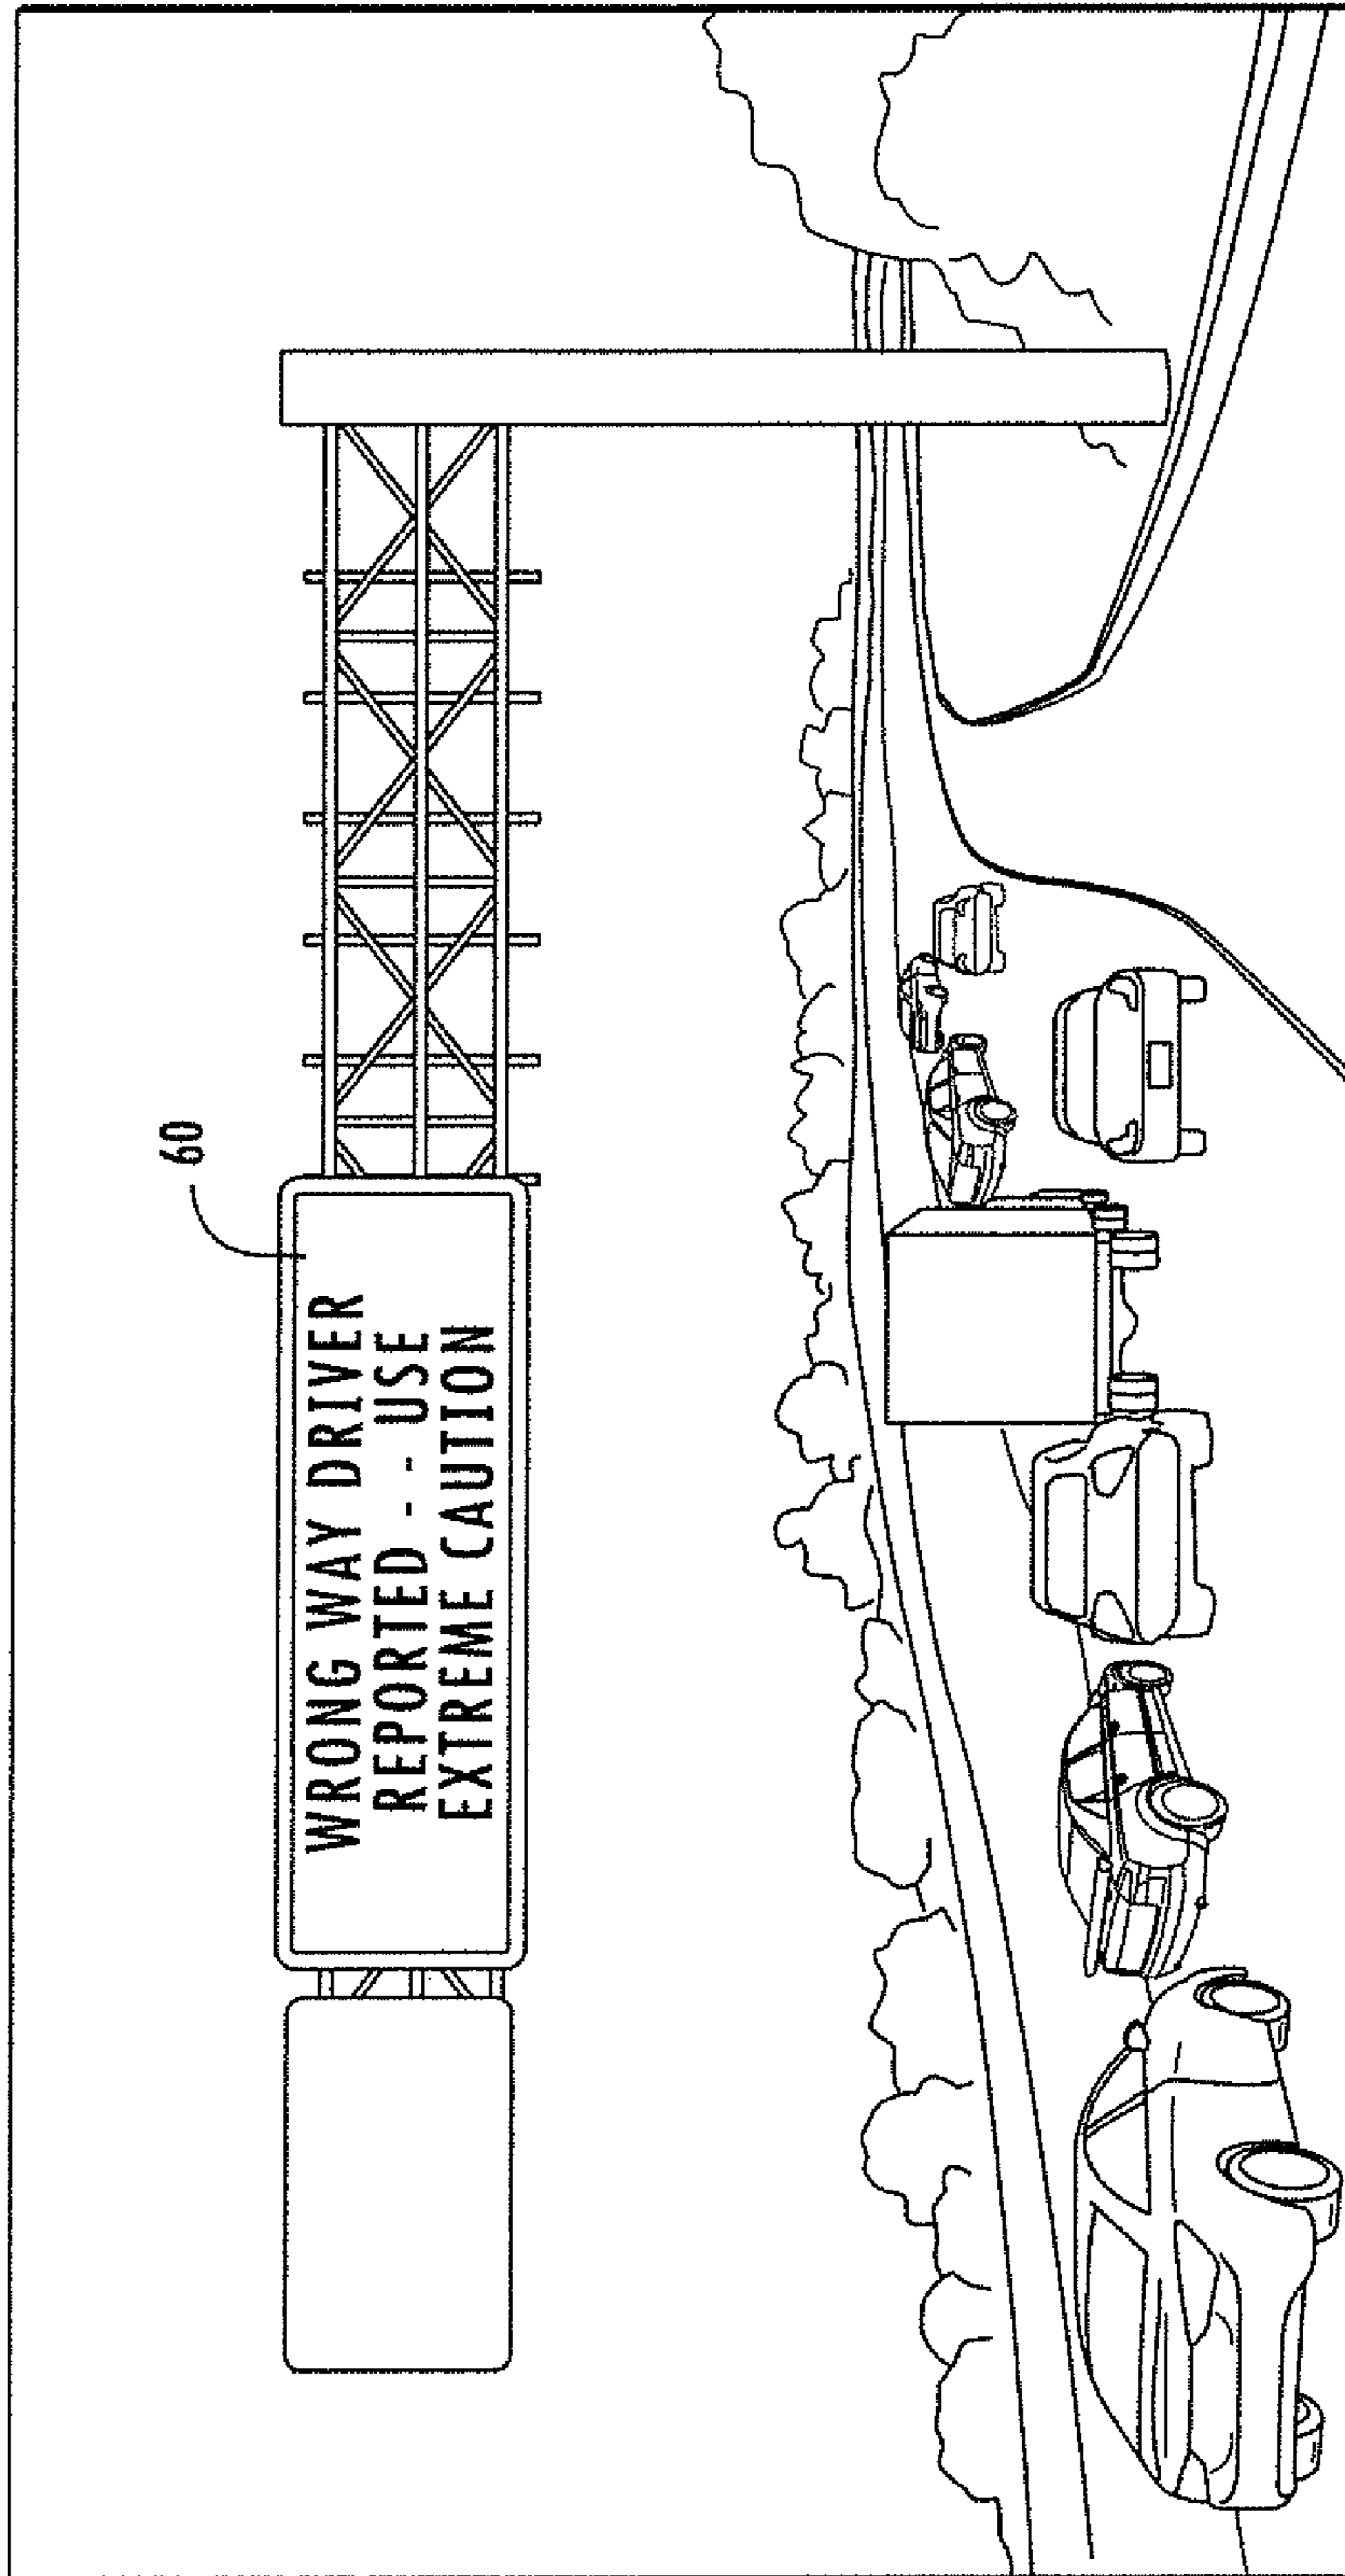 60
WRONG WAY DRIVER
REPORTED - - USE
EXTREME CAUTION